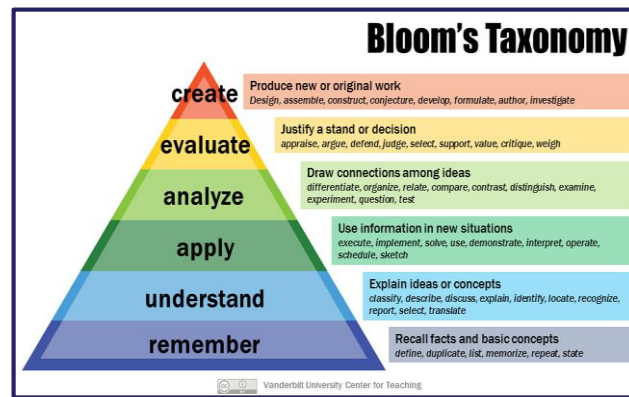 Bloom's Taxonomy
create
Produce new or original work
Design, assemble, construct, conjecture, develop, formulate, author, investigate
evaluate
Justify a stand or decision
appraise, argue, defend, judge, select, support, value, critique, weigh
analyze
Draw connections among ideas
differentiate, organize, relate, compare, contrast, distinguish, examine,
experiment, question, test
apply
Use information in new situations
execute, implement, solve, use, demonstrate, interpret, operate,
schedule, sketch
understand
Explain ideas or concepts
classify, describe, discuss, explain, identify, locate, recognize,
report, select, translate
remember
Recall facts and basic concepts
define, duplicate, list, memorize, repeat, state
cc
Vanderbilt University Center for Teaching